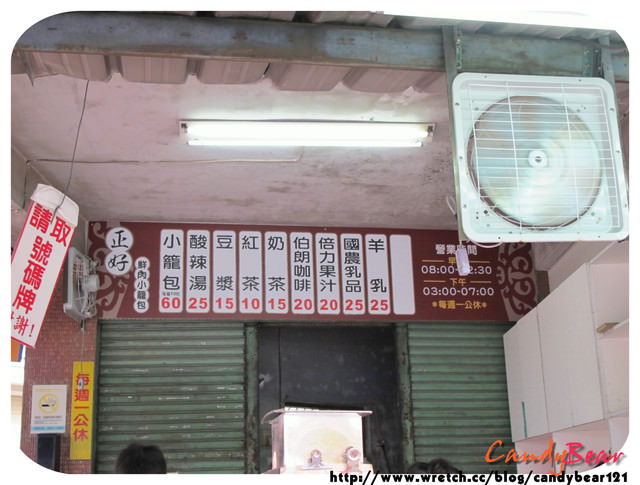 正好
鮮肉小籠包
小籠包
60
酸辣湯
25
豆漿
15
紅茶
10
奶茶
15
伯朗咖啡
20
倍力果汁
20
國農乳品
25
羊乳
25
營業時間
下午
03:00-07:00
*每週一公休*
取
請號碼牌
謝!
每週一公休
CandyBear
CandyBear
http://www.wretch.cc/blog/candybear121